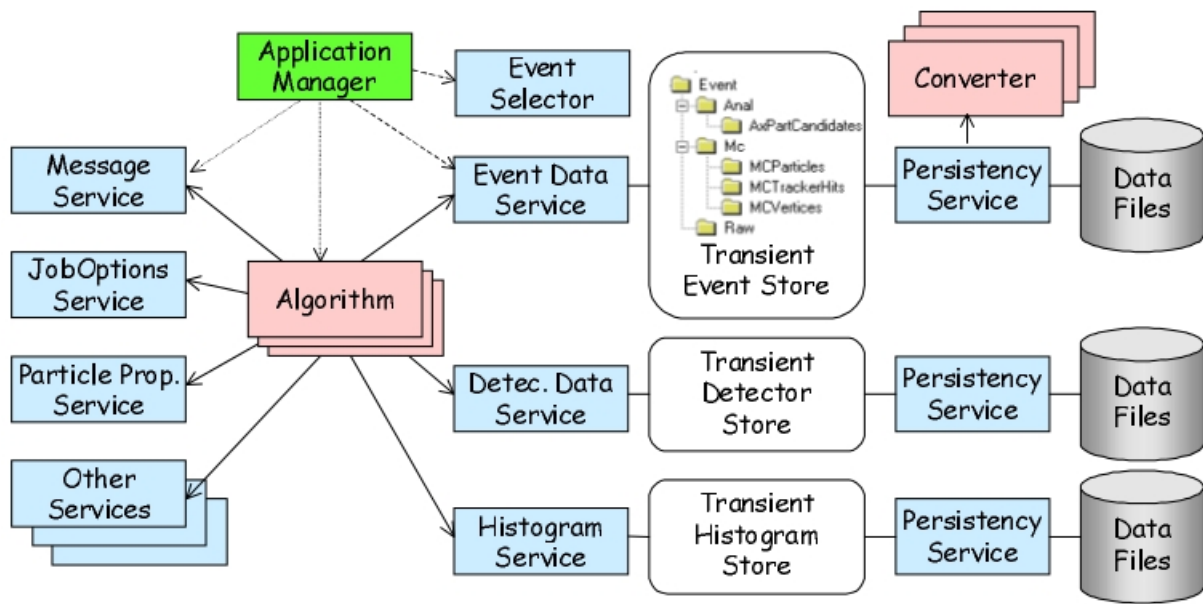 Application
Manager
Event
Selector
Converter
Event
Anal
AxPartCandidates
Mc
MCParticles
MCTrackerHits
MCVertices
Raw
Transient
Event Store
Message
Service
Event Data
Service
Persistency
Service
Data
Files
JobOptions
Service
Algorithm
Particle Prop.
Service
Detec. Data
Service
Transient
Detector
Store
Persistency
Service
Data
Files
Other
Services
Histogram
Service
Transient
Histogram
Store
Persistency
Service
Data
Files